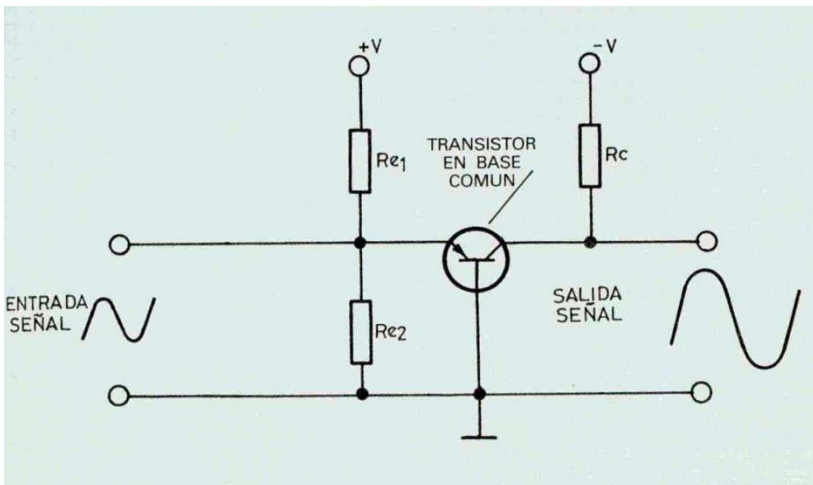 +V
-V
Re1
TRANSISTOR
EN BASE
COMUN
Rc
ENTRADA
SEÑAL
Re2
SALIDA
SEÑAL